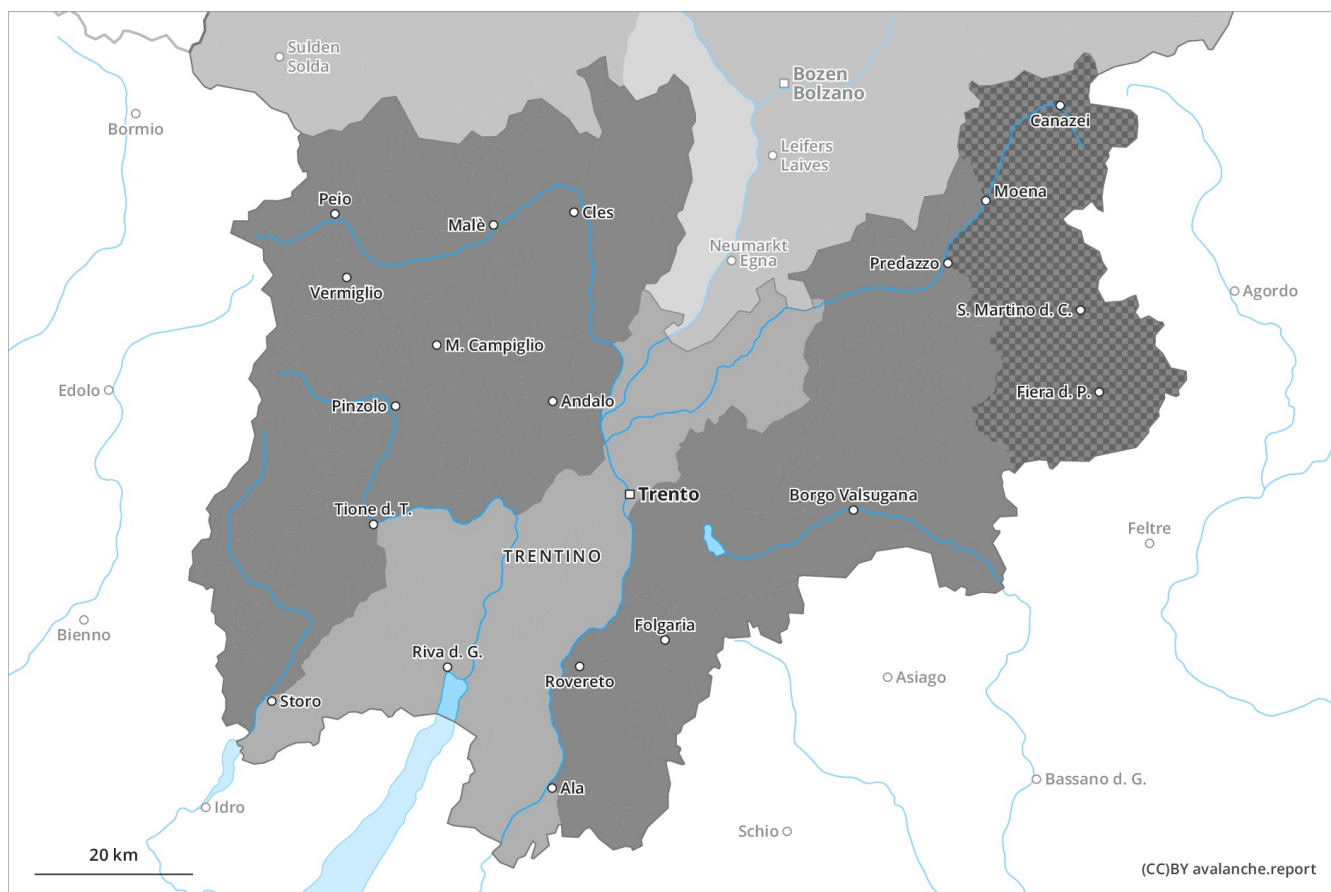 Sulden
Solda
Bozen
Bolzano
Bormio
Canazei
Leifers
Laives
Peio
Moena
Malè
Cles
Neumarkt
Egna
Predazzo
Vermiglio
Agordo
S. Martino d. C.
M. Campiglio
Edolo
Fiera d. P.
Pinzolo
Andalo
Trento
Borgo Valsugana
Tione d. T.
Feltre
TRENTINO
Bienno
Folgaria
Riva d. G.
Rovereto
Asiago
Storo
Bassano d. G.
Ala
Idro
Schio
20 km
(CC)BY avalanche.report